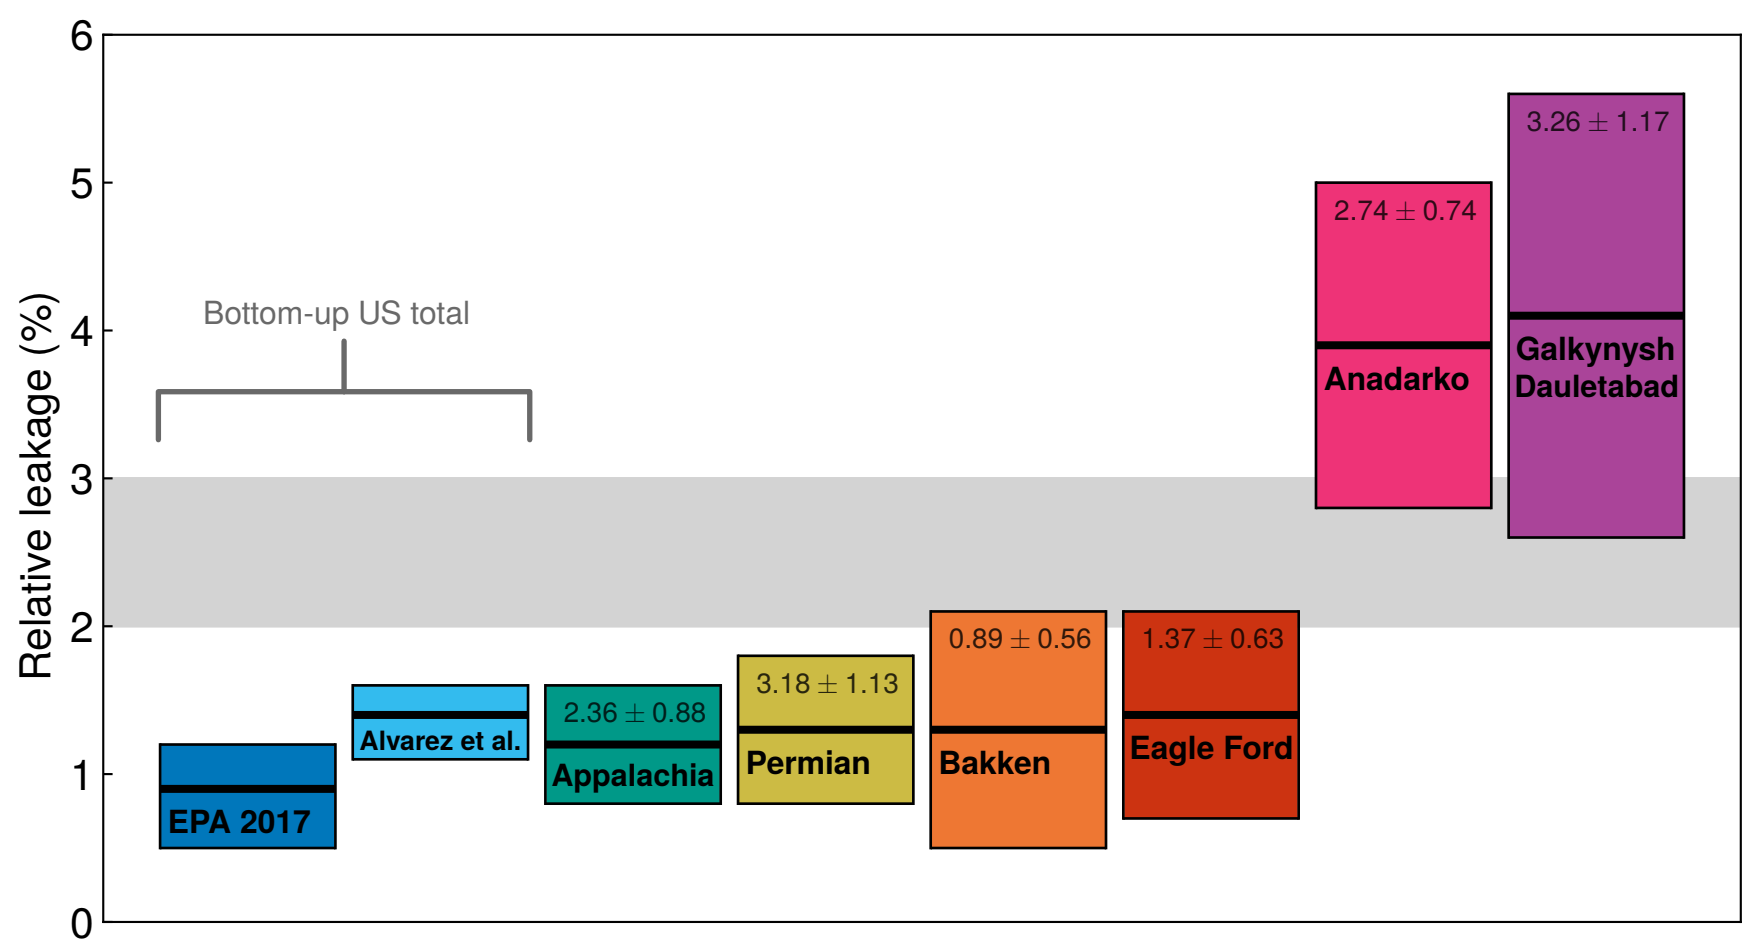 Relative leakage (%)
6
5
4
3
2
1
0
Bottom-up US total
EPA 2017
Alvarez et al.
2.36 ± 0.88
Appalachia
3.18 ± 1.13
Permian
0.89 ± 0.56
Bakken
1.37 ± 0.63
Eagle Ford
2.74 ± 0.74
Anadarko
3.26 ± 1.17
Galkynysh
Dauletabad